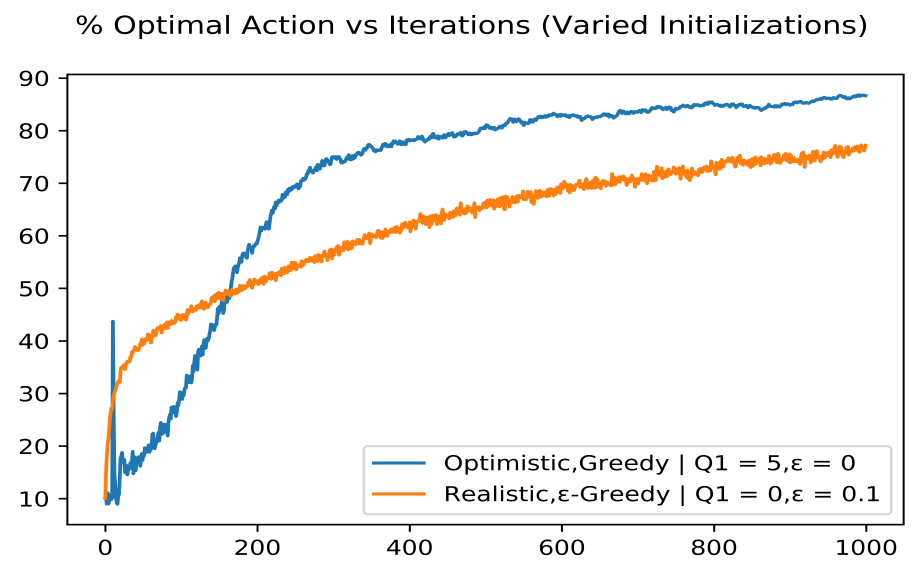 % Optimal Action vs Iterations (Varied Initializations)
90
80
70
60
50
40
30
20
10
Optimistic,Greedy | Q1 = 5,ε = 0
Realistic,ε-Greedy | Q1 = 0,ε = 0.1
0 200 400 600 800 1000